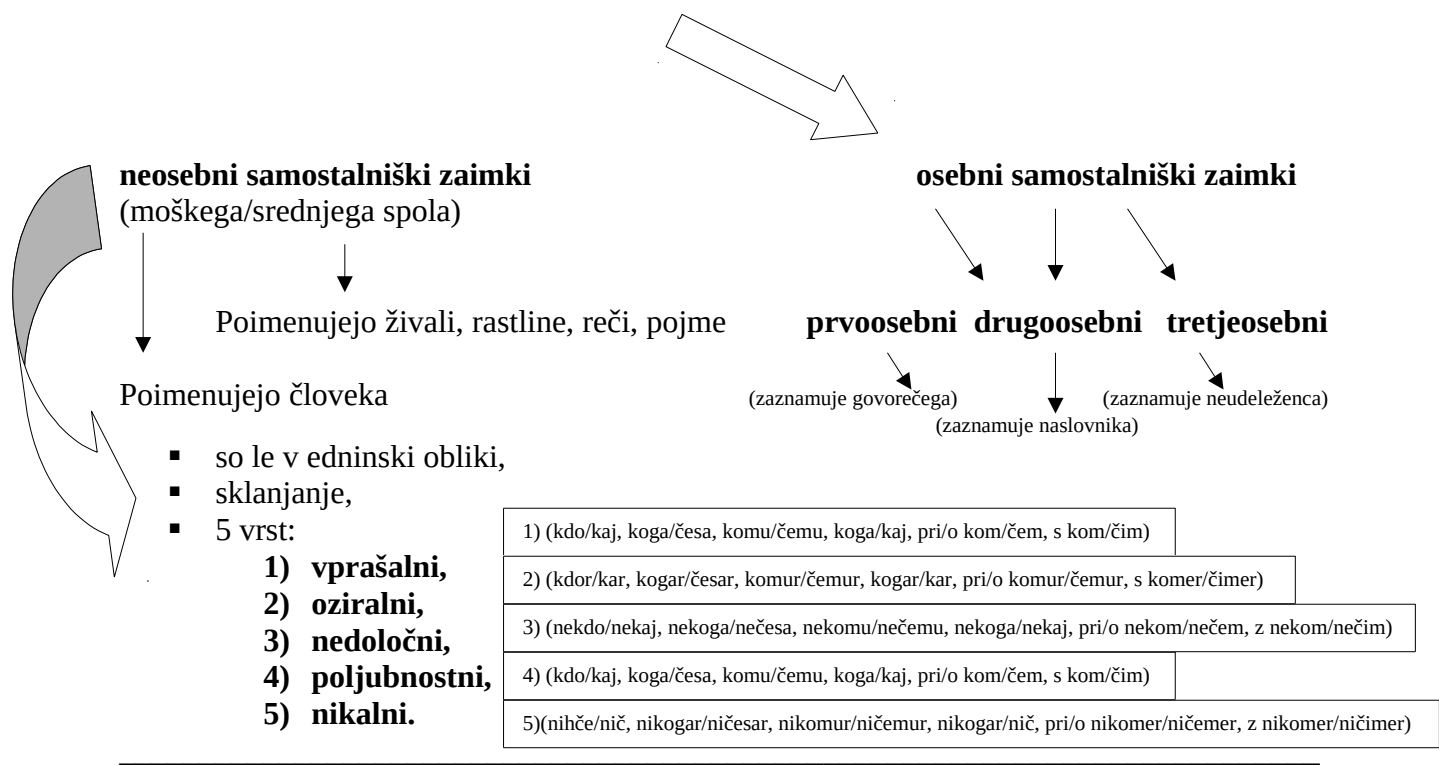 neosebni samostalniški zaimki
(moškega/srednjega spola)
osebni samostalniški zaimki
Poimenujejo živali, rastline, reči, pojme
prvoosebni drugoosebni tretjeosebni
Poimenujejo človeka
(zaznamuje govorečega)
(zaznamuje neudeleženca)
(zaznamuje naslovnika)
▪ so le v edninski obliki,
▪ sklanjanje,
▪ 5 vrst:
1) vprašalni,
2) oziralni,
3) nedoločni,
4) poljubnostni,
5) nikalni.
1) (kdo/kaj, koga/česa, komu/čemu, koga/kaj, pri/o kom/čem, s kom/čim)
2) (kdor/kar, kogar/česar, komur/čemur, kogar/kar, pri/o komur/čemur, s komer/čimer)
3) (nekdo/nekaj, nekoga/nečesa, nekomu/nečemu, nekoga/nekaj, pri/o nekom/nečem, z nekom/nečim)
4) (kdo/kaj, koga/česa, komu/čemu, koga/kaj, pri/o kom/čem, s kom/čim)
5)(nihče/nič, nikogar/ničesar, nikomur/ničemur, nikogar/nič, pri/o nikomer/ničemer, z nikomer/ničimer)